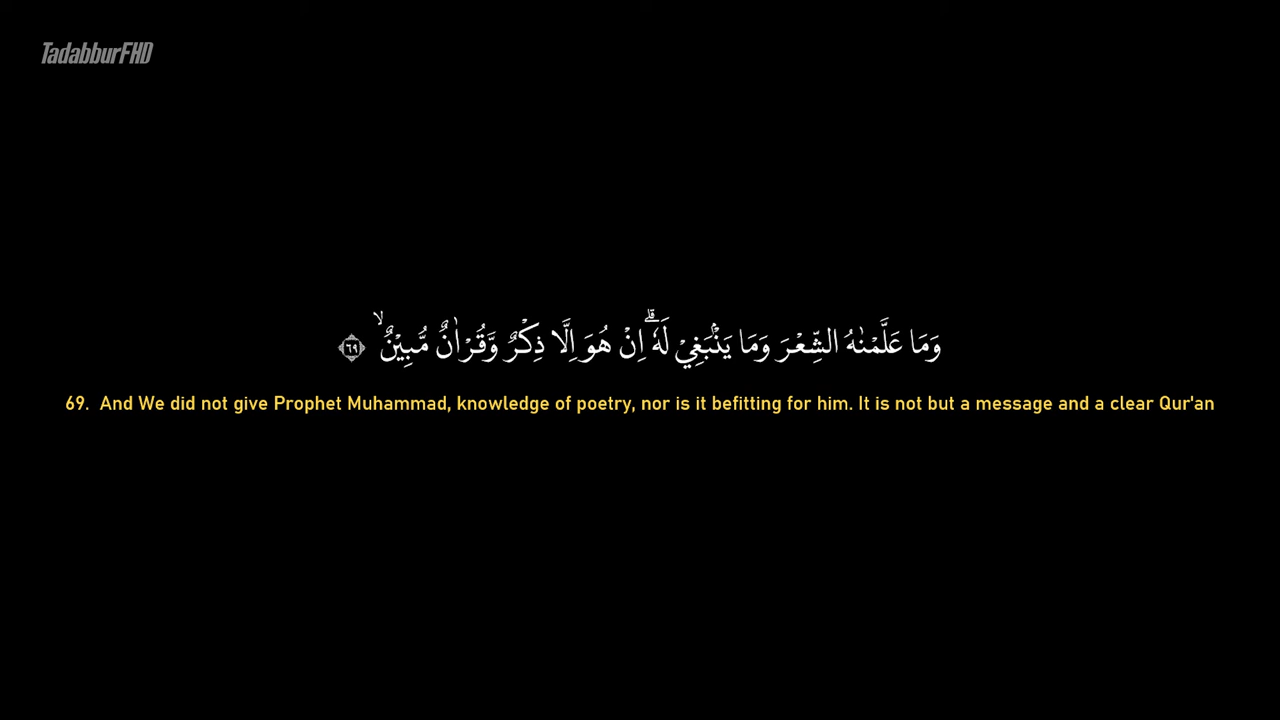 TadabburFHD
وَمَا عَلَّمْنٰهُ الشِّعْرَ وَمَا يَنْۢبَغِيْ لَهٗ ۗاِنْ هُوَ اِلَّا ذِكْرٌ وَّقُرْاٰنٌ مُّبِيْنٌ ۙ ٦٩
69. And We did not give Prophet Muhammad, knowledge of poetry, nor is it befitting for him. It is not but a message and a clear Qur'an